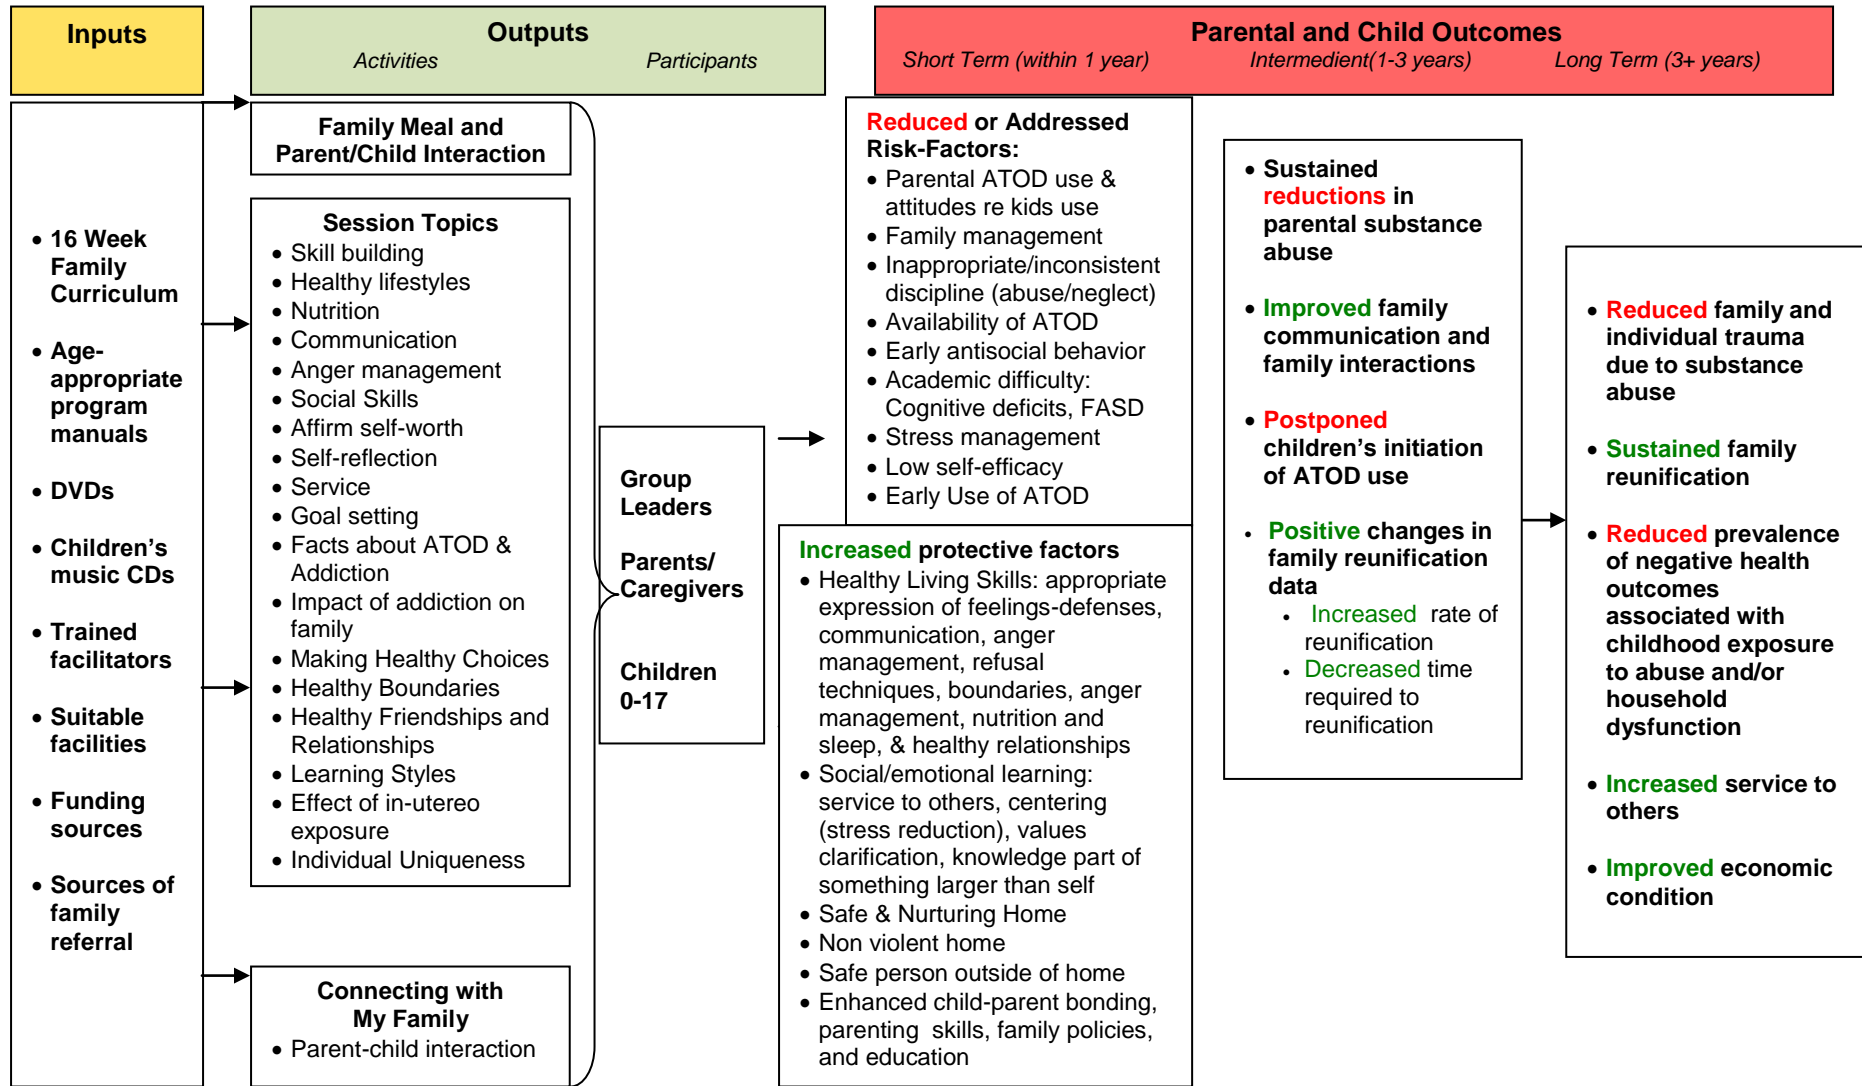 Inputs
Outputs
Activities
Participants
Parental and Child Outcomes
Short Term (within 1 year)
Intermedient(1-3 years)
Long Term (3+ years)
• 16 Week
Family
Curriculum
• Age-
appropriate
program
manuals
• DVDs
• Children’s
music CDs
• Trained
facilitators
• Suitable
facilities
• Funding
sources
• Sources of
family
referral
Family Meal and
Parent/Child Interaction
Session Topics
• Skill building
• Healthy lifestyles
• Nutrition
• Communication
• Anger management
• Social Skills
• Affirm self-worth
• Self-reflection
• Service
• Goal setting
• Facts about ATOD &
Addiction
• Impact of addiction on
family
• Making Healthy Choices
• Healthy Boundaries
• Healthy Friendships and
Relationships
• Learning Styles
• Effect of in-utereo
exposure
• Individual Uniqueness
Connecting with
My Family
• Parent-child interaction
Group
Leaders
Parents/
Caregivers
Children
0-17
Reduced or Addressed
Risk-Factors:
• Parental ATOD use &
attitudes re kids use
• Family management
• Inappropriate/inconsistent
discipline (abuse/neglect)
• Availability of ATOD
• Early antisocial behavior
• Academic difficulty:
Cognitive deficits, FASD
• Stress management
• Low self-efficacy
• Early Use of ATOD
Increased protective factors
• Healthy Living Skills: appropriate
expression of feelings-defenses,
communication, anger
management, refusal
techniques, boundaries, anger
management, nutrition and
sleep, & healthy relationships
• Social/emotional learning:
service to others, centering
(stress reduction), values
clarification, knowledge part of
something larger than self
• Safe & Nurturing Home
• Non violent home
• Safe person outside of home
• Enhanced child-parent bonding,
parenting skills, family policies,
and education
• Sustained
reductions in
parental substance
abuse
• Improved family
communication and
family interactions
• Postponed
children’s initiation
of ATOD use
• Positive changes in
family reunification
data
• Increased rate of
reunification
• Decreased time
required to
reunification
• Reduced family and
individual trauma
due to substance
abuse
• Sustained family
reunification
• Reduced prevalence
of negative health
outcomes
associated with
childhood exposure
to abuse and/or
household
dysfunction
• Increased service to
others
• Improved economic
condition